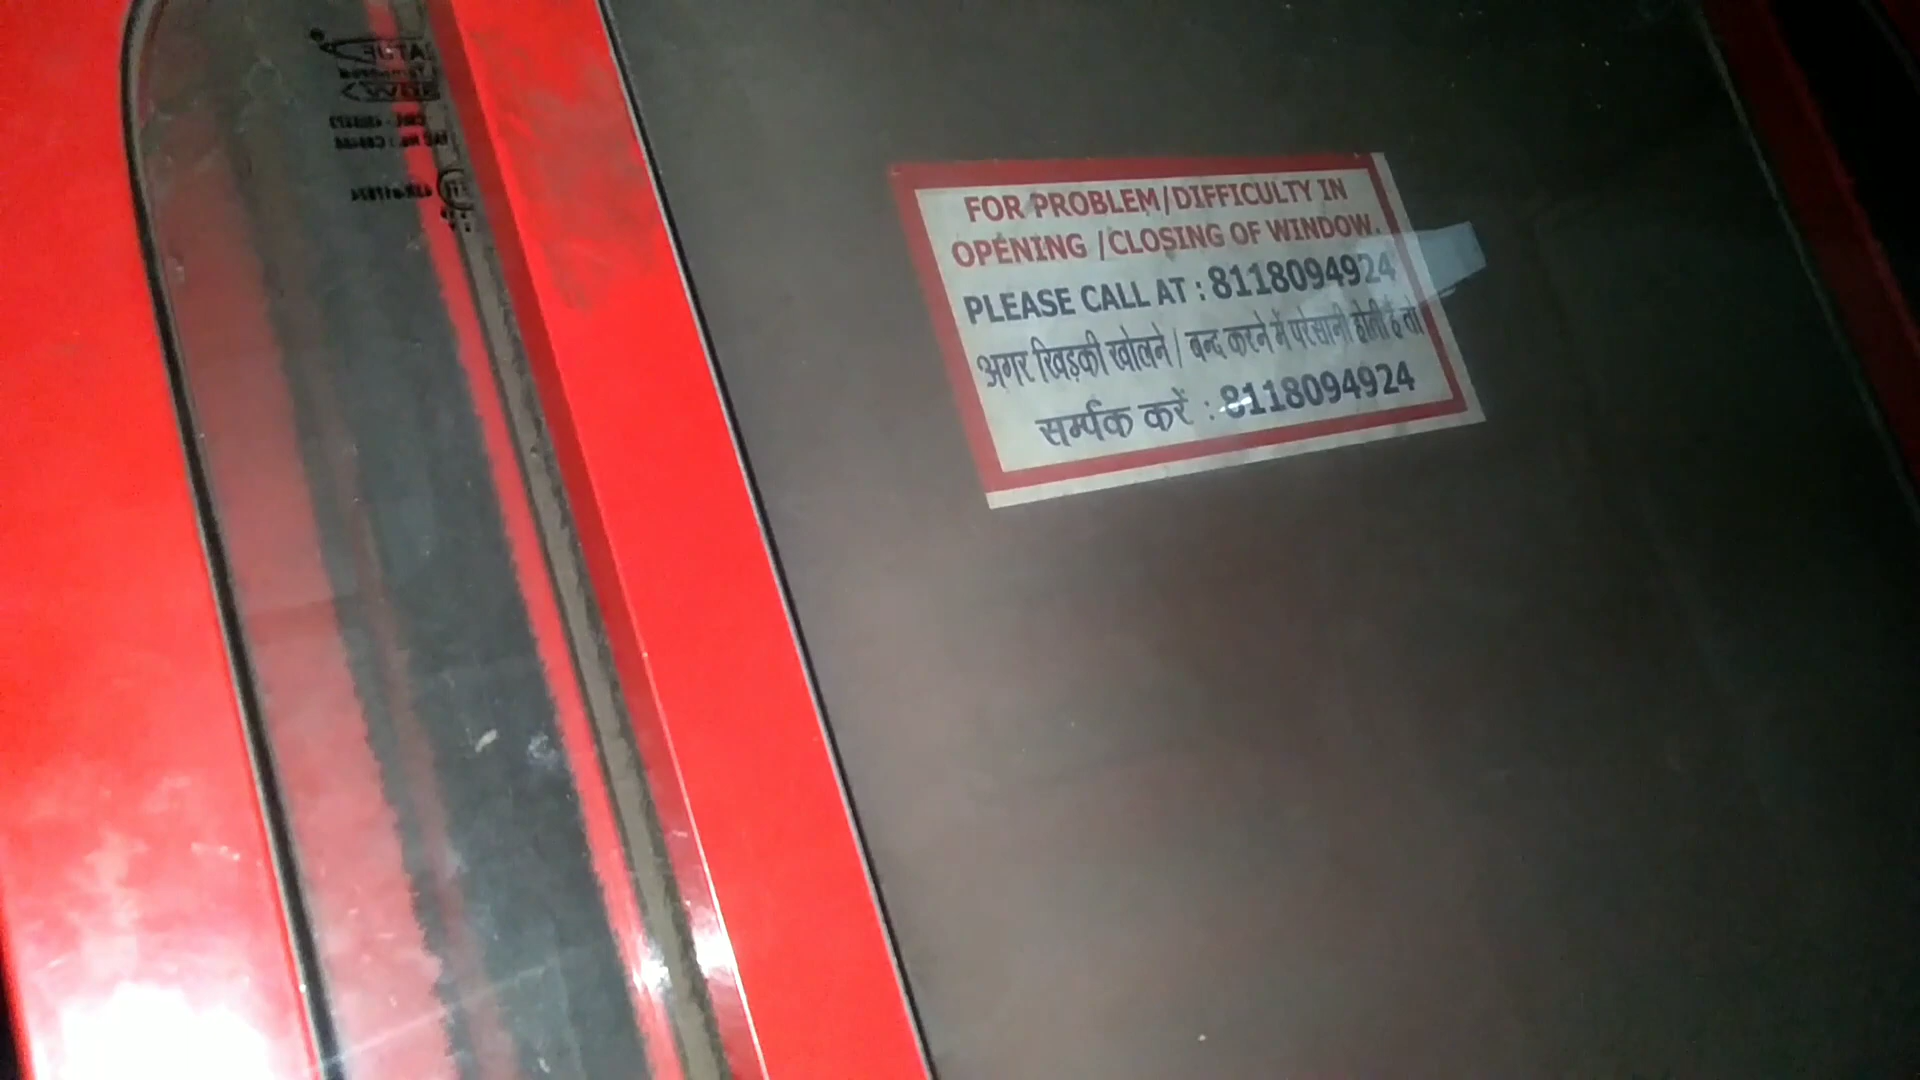 FOR PROBLEM/DIFFICULTY IN
OPENING /CLOSING OF WINDOW.
PLEASE CALL AT : 8118094924
अगर खिड़की खोलने / बन्द करने में परेसानी होती है तो
सर्म्पक करें : 8118094924